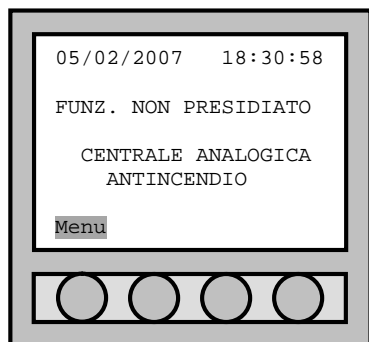 05/02/2007 18:30:58
FUNZ. NON PRESIDIATO
CENTRALE ANALOGICA
ANTINCENDIO
Menu